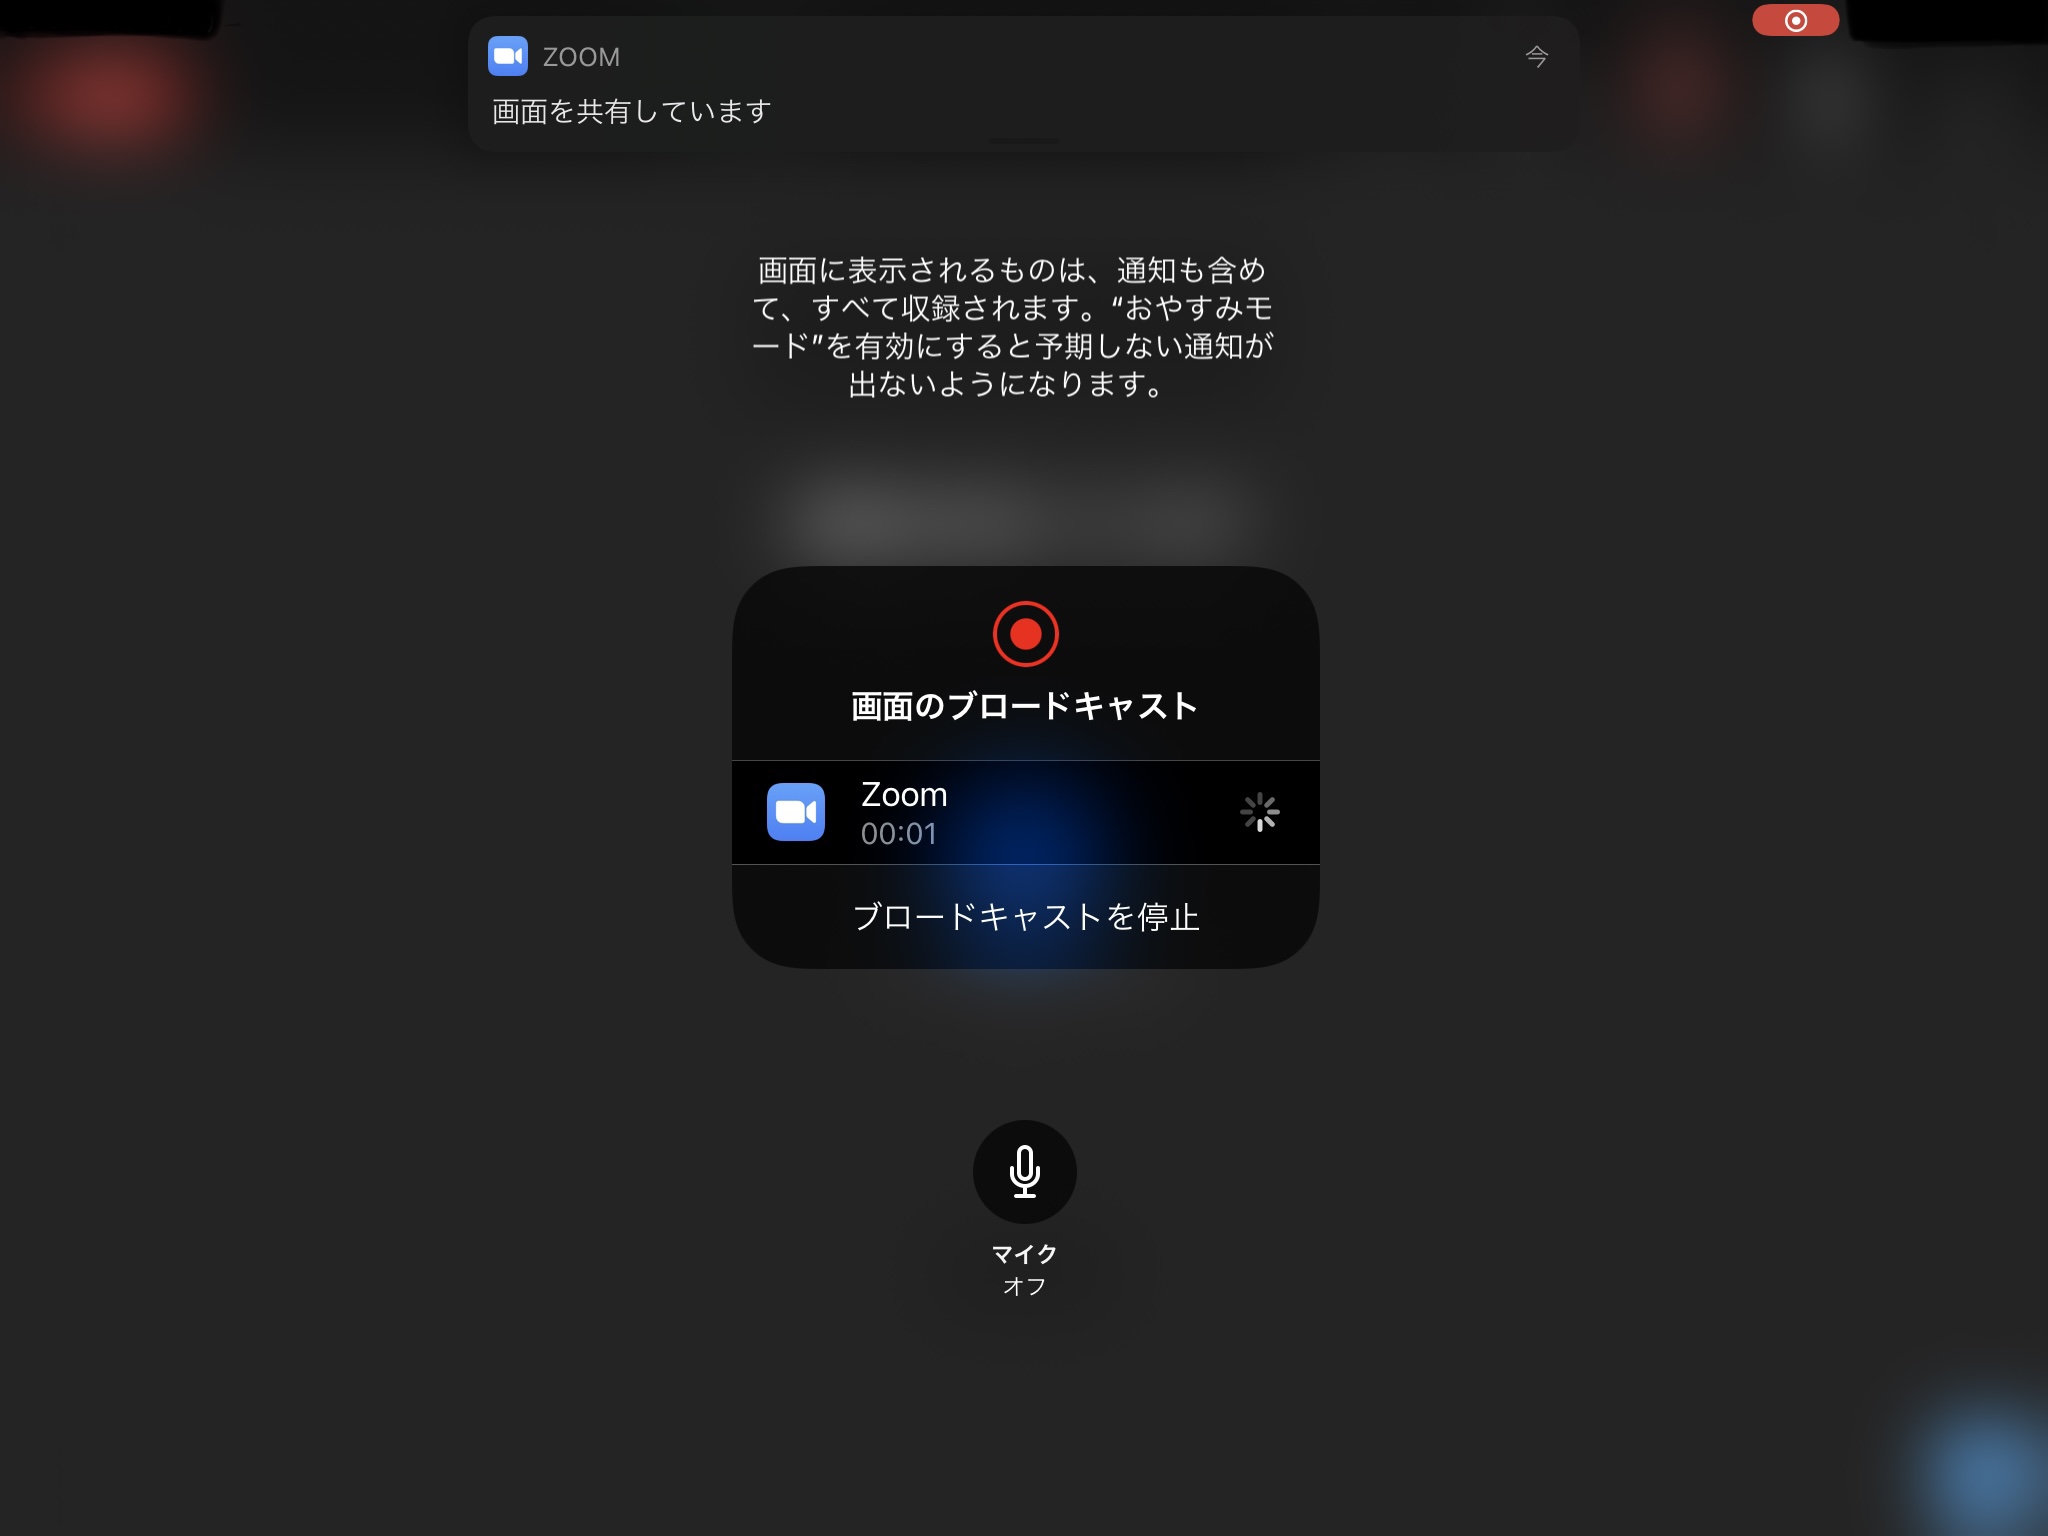 ZOOM
今
画面を共有しています
画面に表示されるものは、通知も含め
て、すべて収録されます。“おやすみモ
ード”を有効にすると予期しない通知が
出ないようになります。
画面のブロードキャスト
Zoom
00:01
ブロードキャストを停止
マイク
オフ